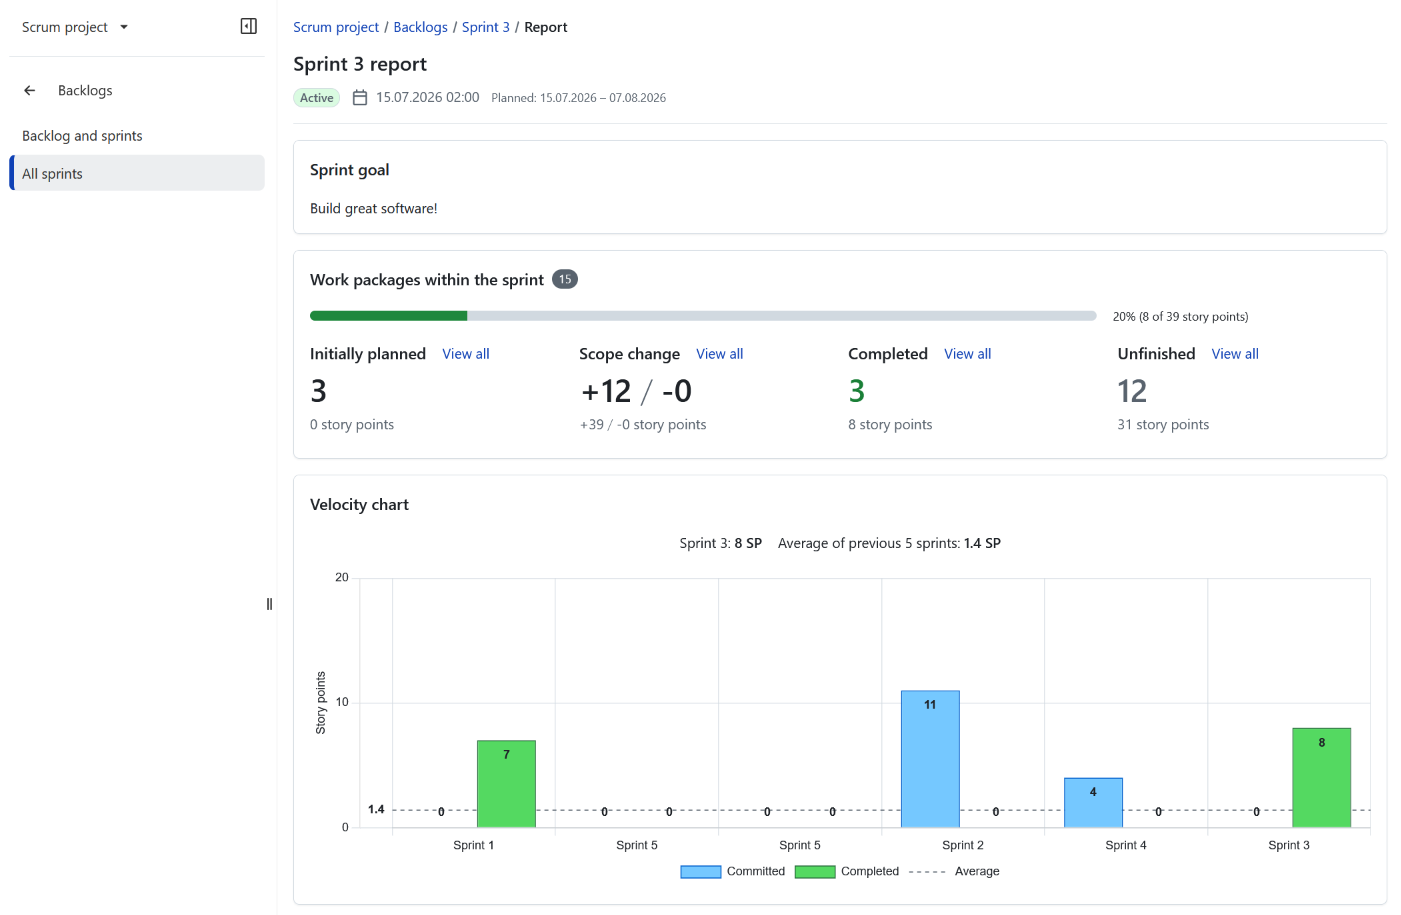 Scrum project
Backlogs
Backlog and sprints
All sprints
Scrum project / Backlogs / Sprint 3 / Report
Sprint 3 report
Active 15.07.2026 02:00 Planned: 15.07.2026 – 07.08.2026
Sprint goal
Build great software!
Work packages within the sprint 15
20% (8 of 39 story points)
Initially planned View all
3
0 story points
Scope change View all
+12 / -0
+39 / -0 story points
Completed View all
3
8 story points
Unfinished View all
12
31 story points
Velocity chart
Sprint 3: 8 SP Average of previous 5 sprints: 1.4 SP
Story points
20
10
0
1.4
0 7
0 0
0 0
11 0
4 0
0 8
Sprint 1 Sprint 5 Sprint 5 Sprint 2 Sprint 4 Sprint 3
Committed Completed Average